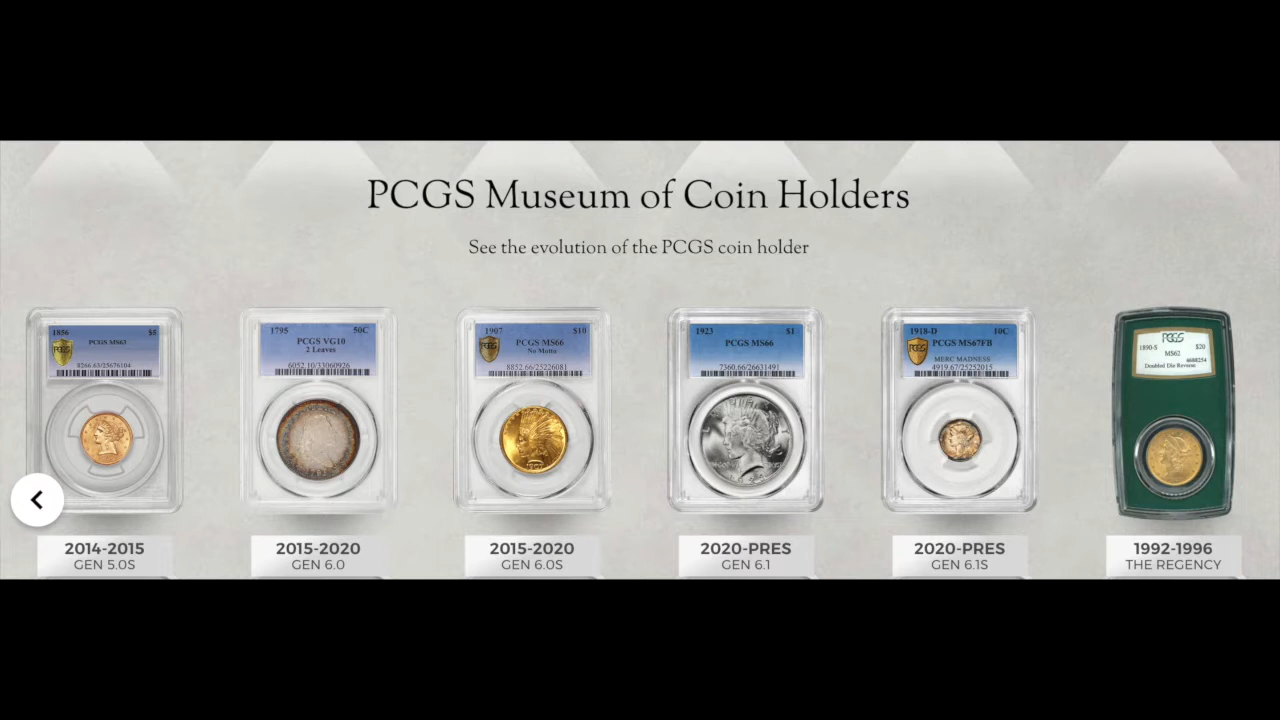 PCGS Museum of Coin Holders
See the evolution of the PCGS coin holder
1856 $5
PCGS MS63
PCGS
8266.63/25676104
1795 50C
PCGS VG10
2 Leaves
6052.10/33060926
1907 $10
PCGS MS66
No Motto
PCGS
8852.66/25226081
1923 $1
PCGS MS66
7360.66/26631491
1918-D 10C
PCGS MS67FB
PCGS
MERC MADNESS
4919.67/25252015
PCGS
1890-S $20
MS62
6608254
Doubled Die Reverse
2014-2015
GEN 5.0S
2015-2020
GEN 6.0
2015-2020
GEN 6.0S
2020-PRES
GEN 6.1
2020-PRES
GEN 6.1S
1992-1996
THE REGENCY